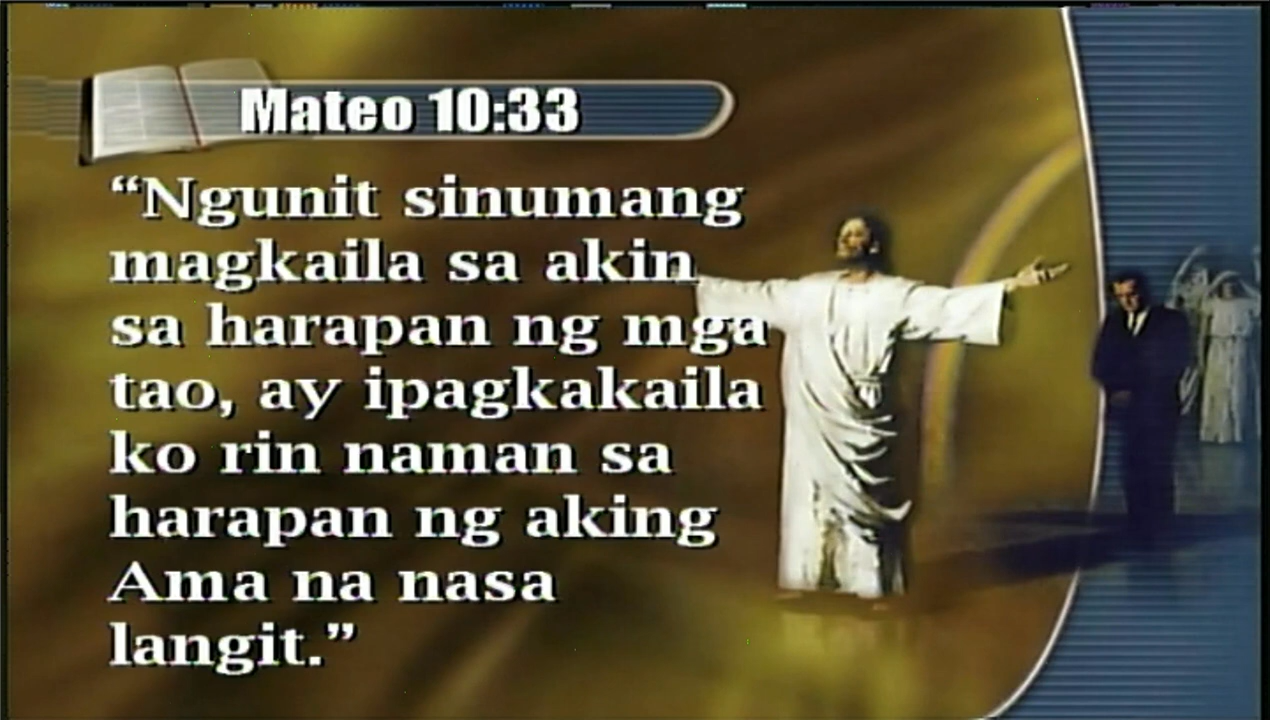 Mateo 10:33
“Ngunit sinumang
magkaila sa akin
sa harapan ng mga
tao, ay ipagkakaila
ko rin naman sa
harapan ng aking
Ama na nasa
langit.”